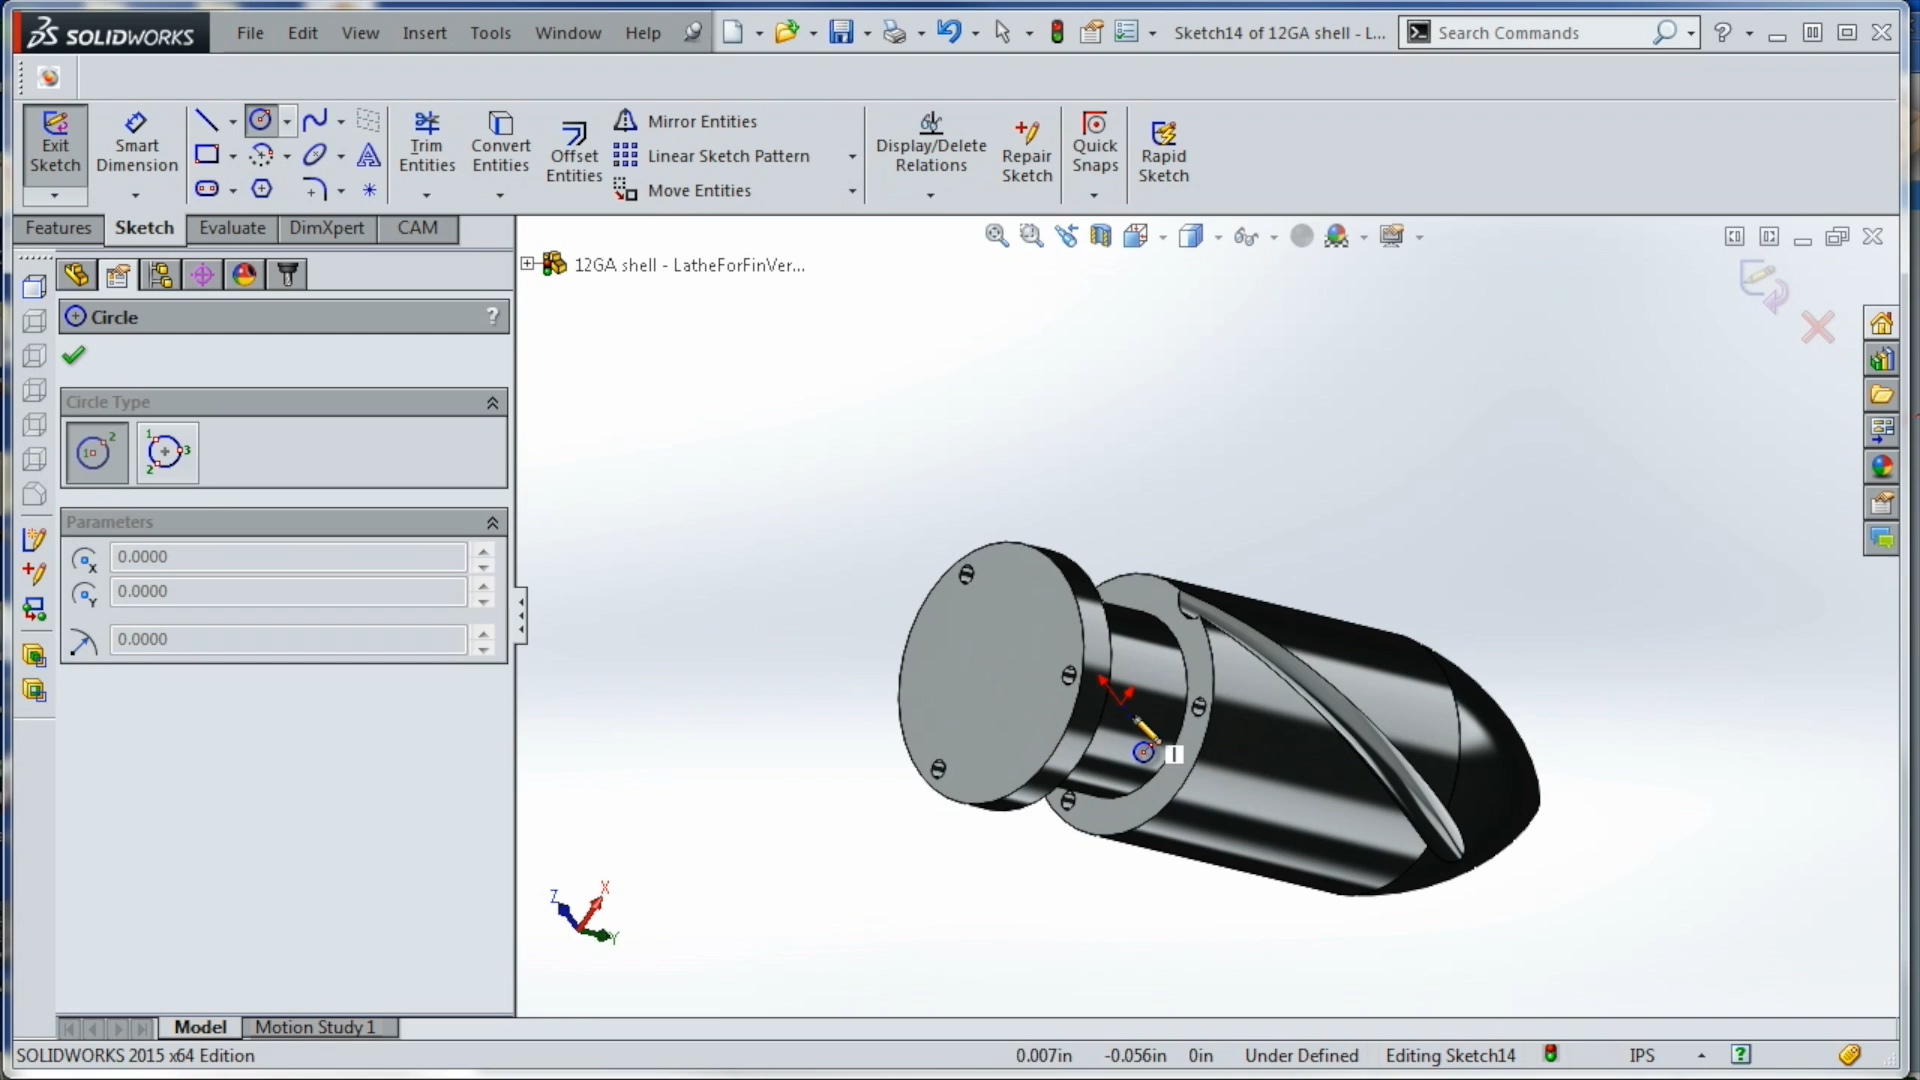 SOLIDWORKS
File Edit View Insert Tools Window Help
Sketch14 of 12GA shell - L...
Search Commands
Exit Sketch
Smart Dimension
Trim Entities
Convert Entities
Offset Entities
Mirror Entities
Linear Sketch Pattern
Move Entities
Display/Delete Relations
Repair Sketch
Quick Snaps
Rapid Sketch
Features Sketch Evaluate DimXpert CAM
12GA shell - LatheForFinVer...
Circle
?
Circle Type
Parameters
X 0.0000
Y 0.0000
0.0000
Z X Y
Model Motion Study 1
SOLIDWORKS 2015 x64 Edition
0.007in -0.056in 0in Under Defined Editing Sketch14 IPS